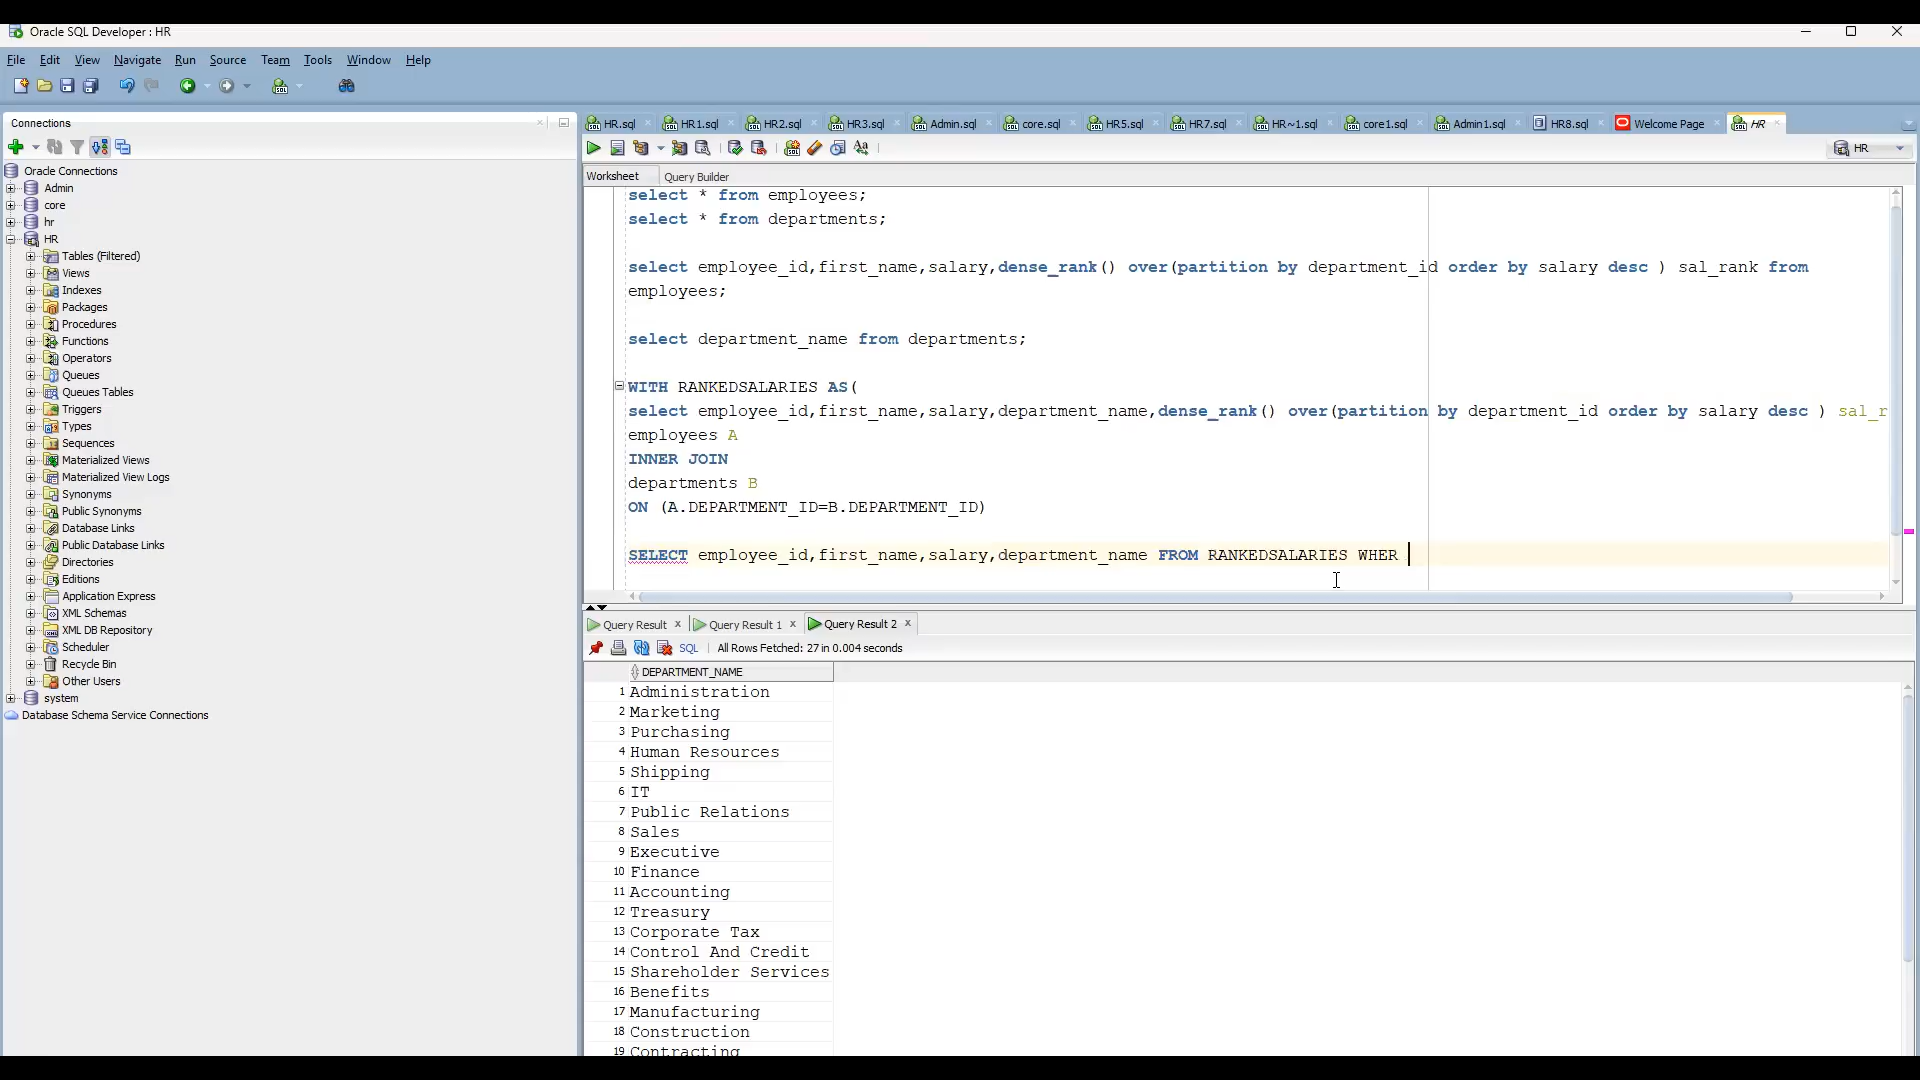 Oracle SQL Developer : HR
File Edit View Navigate Run Source Team Tools Window Help
Connections
Oracle Connections
Admin
core
hr
HR
Tables (Filtered)
Views
Indexes
Packages
Procedures
Functions
Operators
Queues
Queues Tables
Triggers
Types
Sequences
Materialized Views
Materialized View Logs
Synonyms
Public Synonyms
Database Links
Public Database Links
Directories
Editions
Application Express
XML Schemas
XML DB Repository
Scheduler
Recycle Bin
Other Users
system
Database Schema Service Connections
HR.sql HR1.sql HR2.sql HR3.sql Admin.sql core.sql HR5.sql HR7.sql HR~1.sql core1.sql Admin1.sql HR8.sql Welcome Page HR
HR
Worksheet Query Builder
select * from employees;
select * from departments;
select employee_id,first_name,salary,dense_rank() over(partition by department_id order by salary desc ) sal_rank from
employees;
select department_name from departments;
WITH RANKEDSALARIES AS(
select employee_id,first_name,salary,department_name,dense_rank() over(partition by department_id order by salary desc ) sal_r
employees A
INNER JOIN
departments B
ON (A.DEPARTMENT_ID=B.DEPARTMENT_ID)
SELECT employee_id,first_name,salary,department_name FROM RANKEDSALARIES WHER
Query Result Query Result 1 Query Result 2
SQL All Rows Fetched: 27 in 0.004 seconds
DEPARTMENT_NAME
1 Administration
2 Marketing
3 Purchasing
4 Human Resources
5 Shipping
6 IT
7 Public Relations
8 Sales
9 Executive
10 Finance
11 Accounting
12 Treasury
13 Corporate Tax
14 Control And Credit
15 Shareholder Services
16 Benefits
17 Manufacturing
18 Construction
19 Contracting